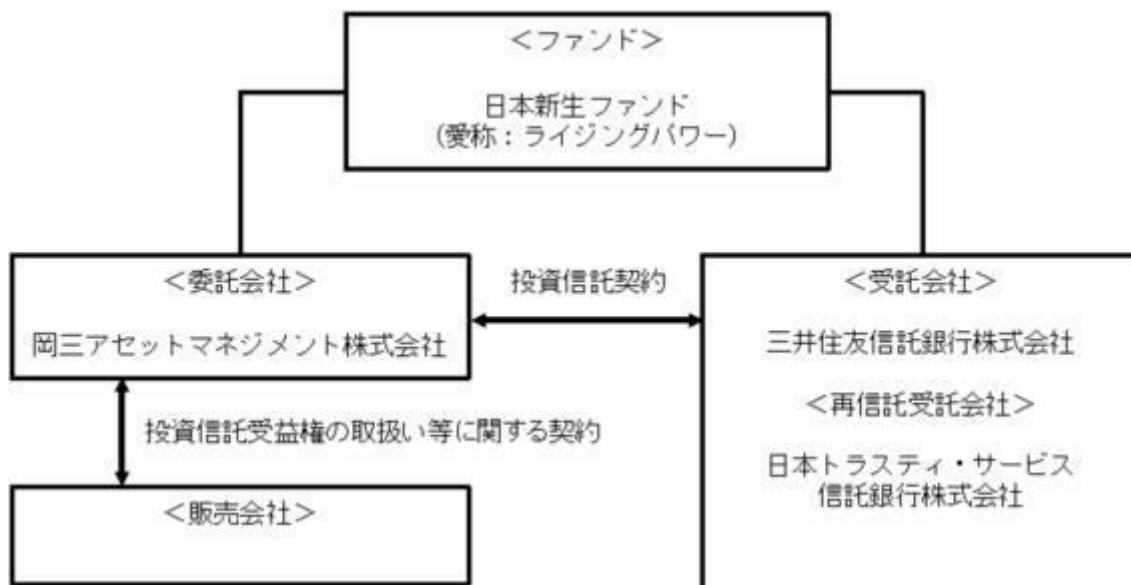 ＜ファンド＞
日本新生ファンド
（愛称：ライジングパワー）
＜委託会社＞
岡三アセットマネジメント株式会社
投資信託契約
＜受託会社＞
三井住友信託銀行株式会社
＜再信託受託会社＞
日本トラスティ・サービス
信託銀行株式会社
投資信託受益権の取扱い等に関する契約
＜販売会社＞